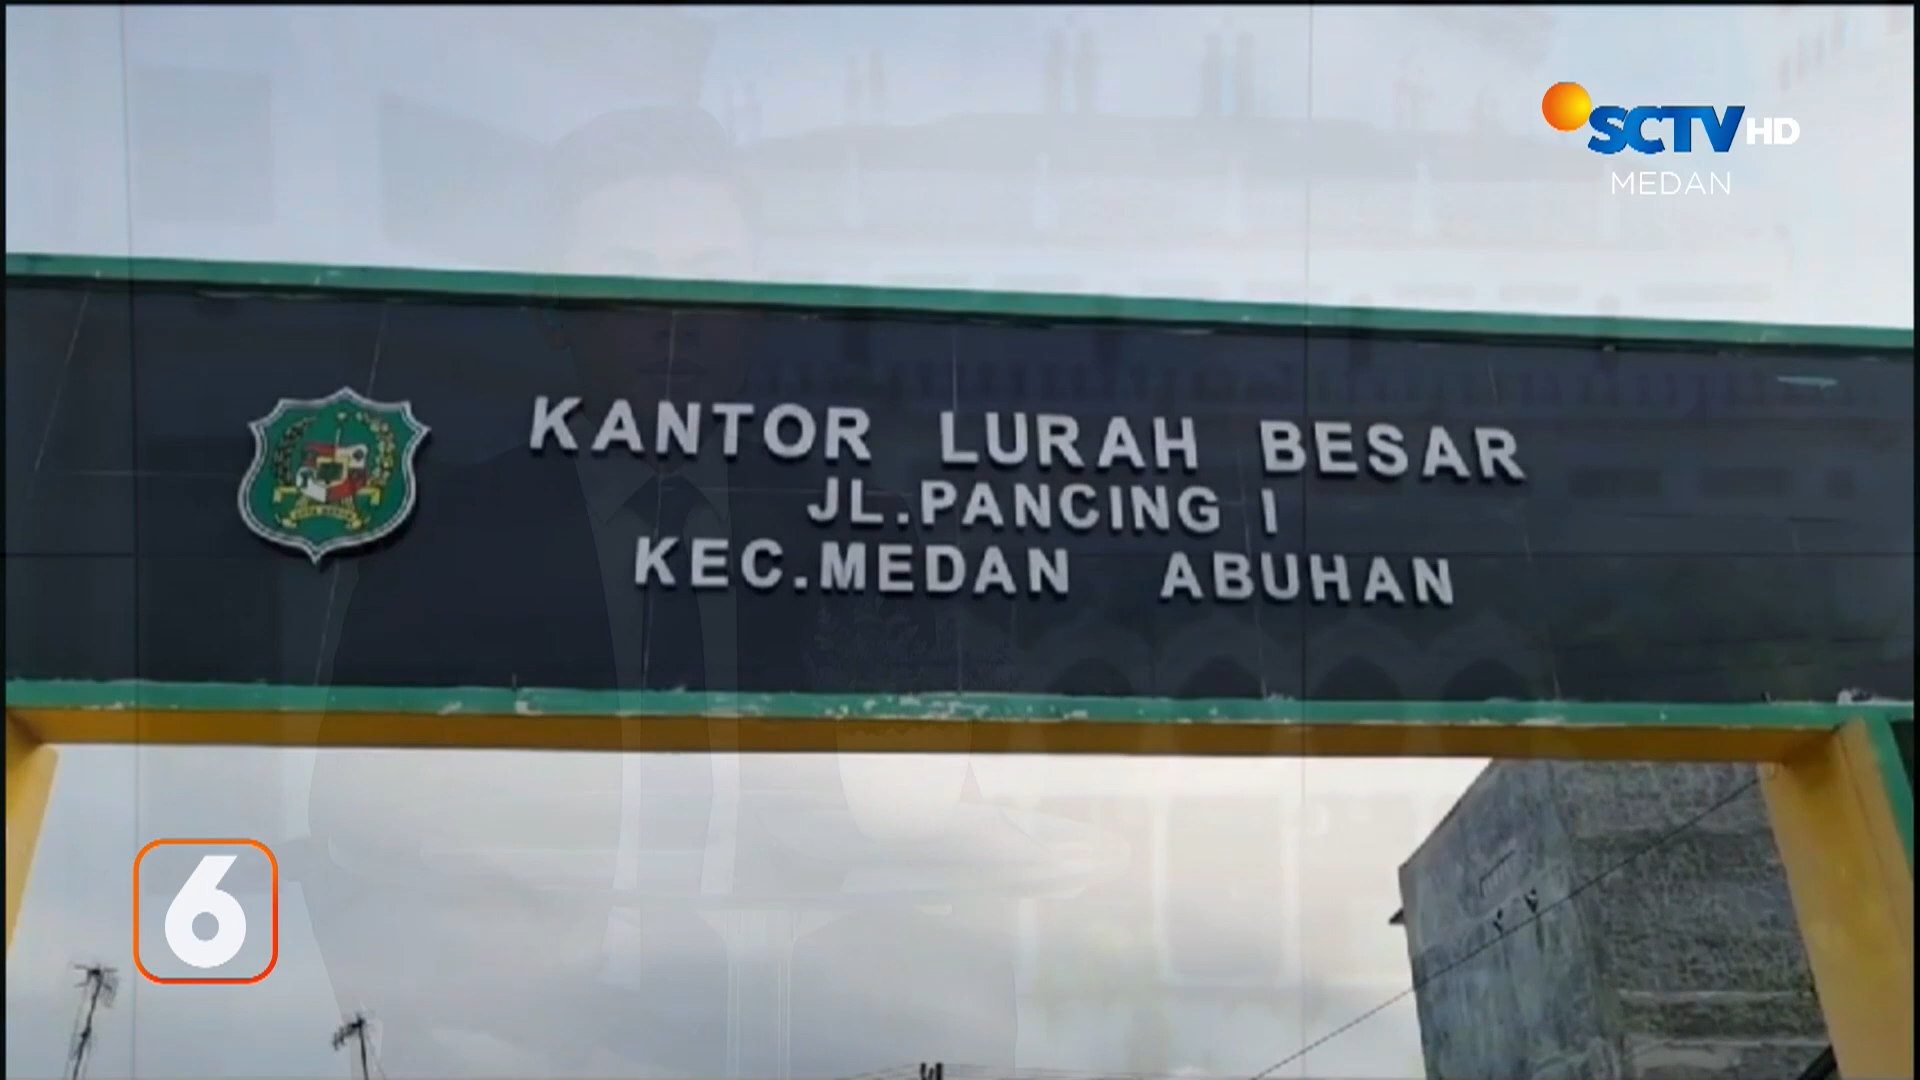 SCTV HD
MEDAN
KANTOR LURAH BESAR
JL.PANCING I
KEC.MEDAN ABUHAN
6